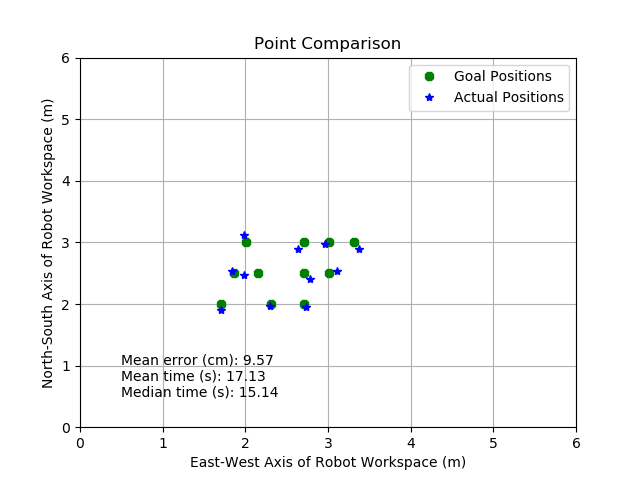 Point Comparison
Goal Positions
Actual Positions
North-South Axis of Robot Workspace (m)
6
5
4
3
2
1
0
Mean error (cm): 9.57
Mean time (s): 17.13
Median time (s): 15.14
0 1 2 3 4 5 6
East-West Axis of Robot Workspace (m)